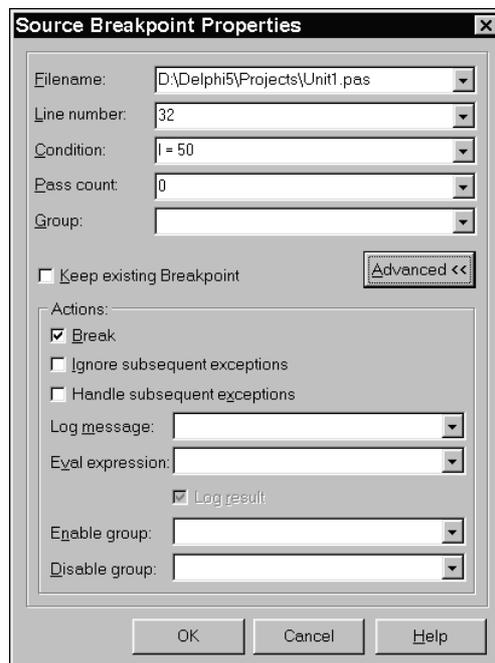 Source Breakpoint Properties
Filename: D:\Delphi5\Projects\Unit1.pas
Line number: 32
Condition: I = 50
Pass count: 0
Group:
Keep existing Breakpoint
Advanced <<
Actions:
Break
Ignore subsequent exceptions
Handle subsequent exceptions
Log message:
Eval expression:
Log result
Enable group:
Disable group:
OK Cancel Help